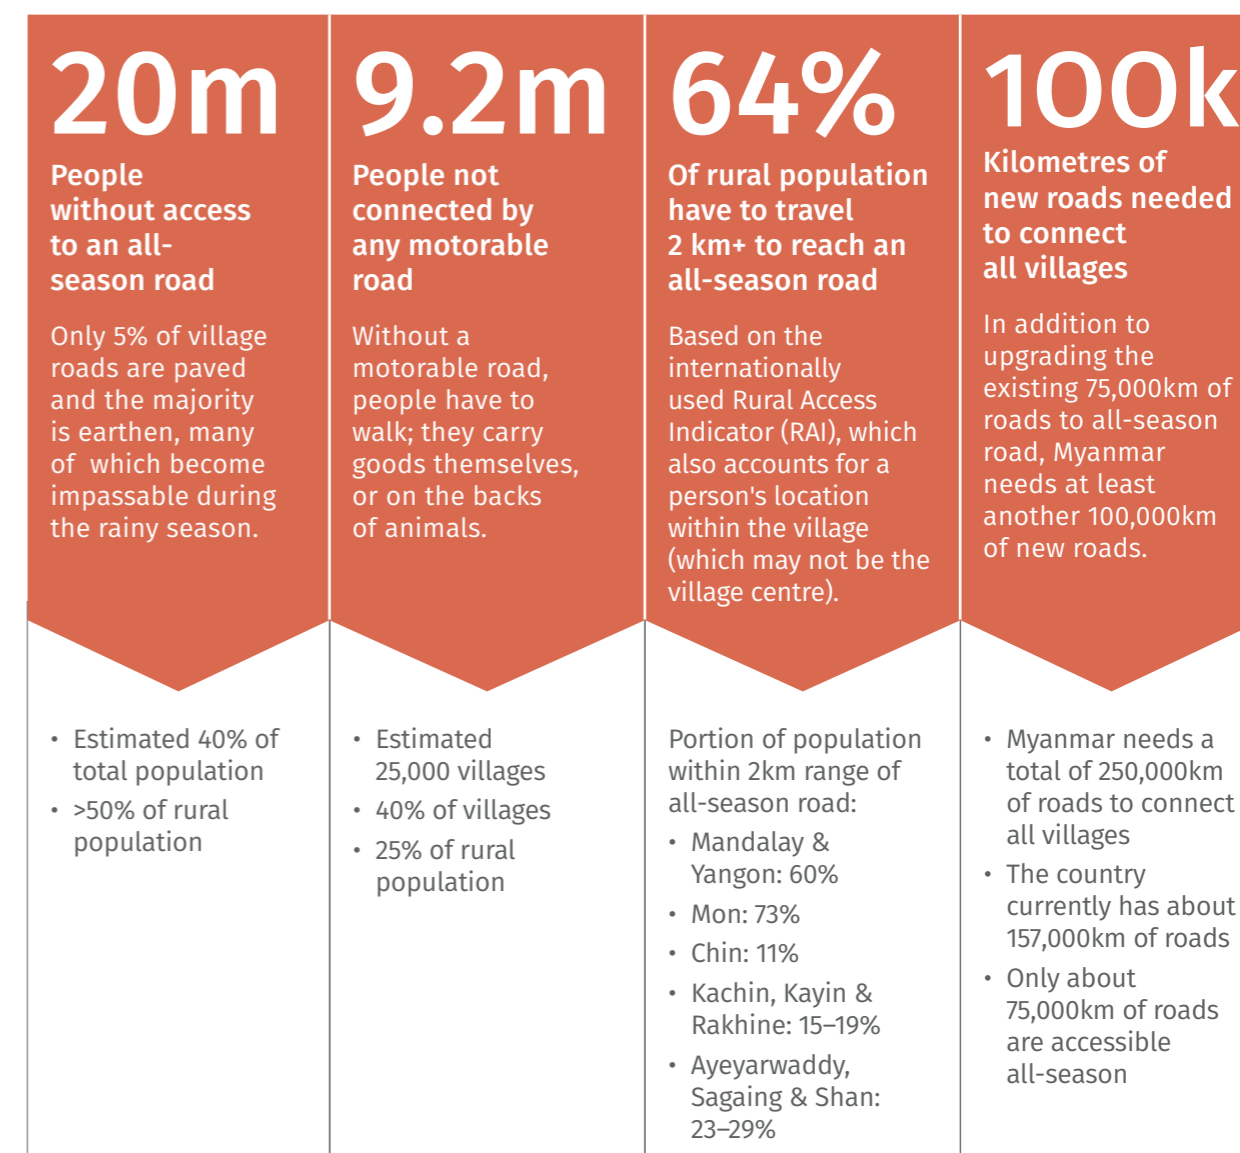 20m
People
without access
to an all-
season road
Only 5% of village
roads are paved
and the majority
is earthen, many
of which become
impassable during
the rainy season.
• Estimated 40% of
total population
• >50% of rural
population
9.2m
People not
connected by
any motorable
road
Without a
motorable road,
people have to
walk; they carry
goods themselves,
or on the backs
of animals.
• Estimated
25,000 villages
• 40% of villages
• 25% of rural
population
64%
Of rural population
have to travel
2 km+ to reach an
all-season road
Based on the
internationally
used Rural Access
Indicator (RAI), which
also accounts for a
person's location
within the village
(which may not be the
village centre).
Portion of population
within 2km range of
all-season road:
• Mandalay &
Yangon: 60%
• Mon: 73%
• Chin: 11%
• Kachin, Kayin &
Rakhine: 15–19%
• Ayeyarwaddy,
Sagaing & Shan:
23–29%
100k
Kilometres of
new roads needed
to connect
all villages
In addition to
upgrading the
existing 75,000km of
roads to all-season
road, Myanmar
needs at least
another 100,000km
of new roads.
• Myanmar needs a
total of 250,000km
of roads to connect
all villages
• The country
currently has about
157,000km of roads
• Only about
75,000km of roads
are accessible
all-season